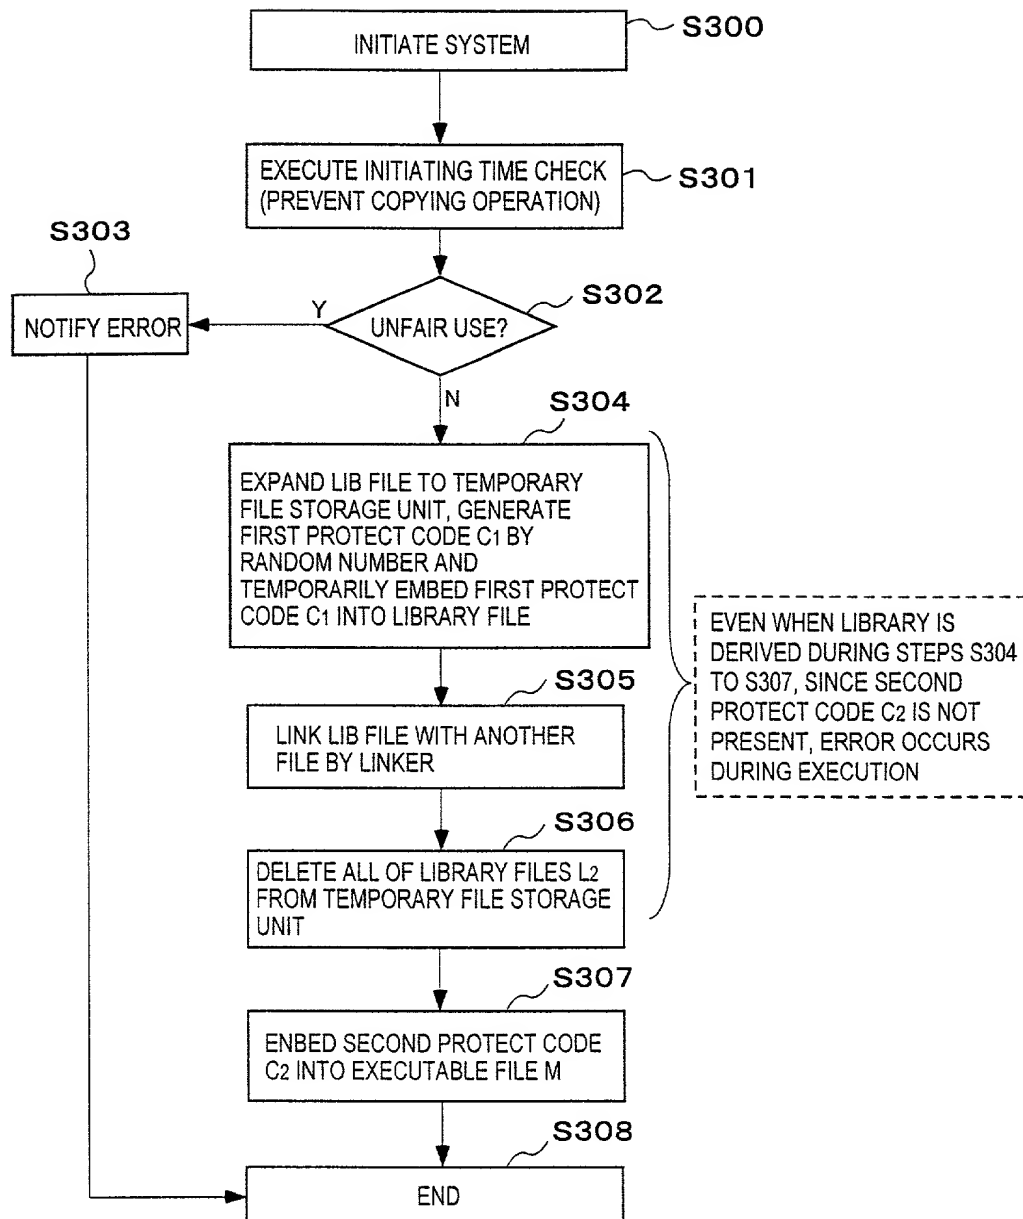 S300
INITIATE SYSTEM
EXECUTE INITIATING TIME CHECK
(PREVENT COPYING OPERATION)
S301
S303
NOTIFY ERROR
Y
S302
UNFAIR USE?
N
S304
EXPAND LIB FILE TO TEMPORARY
FILE STORAGE UNIT, GENERATE
FIRST PROTECT CODE C1 BY
RANDOM NUMBER AND
TEMPORARILY EMBED FIRST PROTECT
CODE C1 INTO LIBRARY FILE
EVEN WHEN LIBRARY IS
DERIVED DURING STEPS S304
TO S307, SINCE SECOND
PROTECT CODE C2 IS NOT
PRESENT, ERROR OCCURS
DURING EXECUTION
S305
LINK LIB FILE WITH ANOTHER
FILE BY LINKER
S306
DELETE ALL OF LIBRARY FILES L2
FROM TEMPORARY FILE STORAGE
UNIT
S307
ENBED SECOND PROTECT CODE
C2 INTO EXECUTABLE FILE M
S308
END